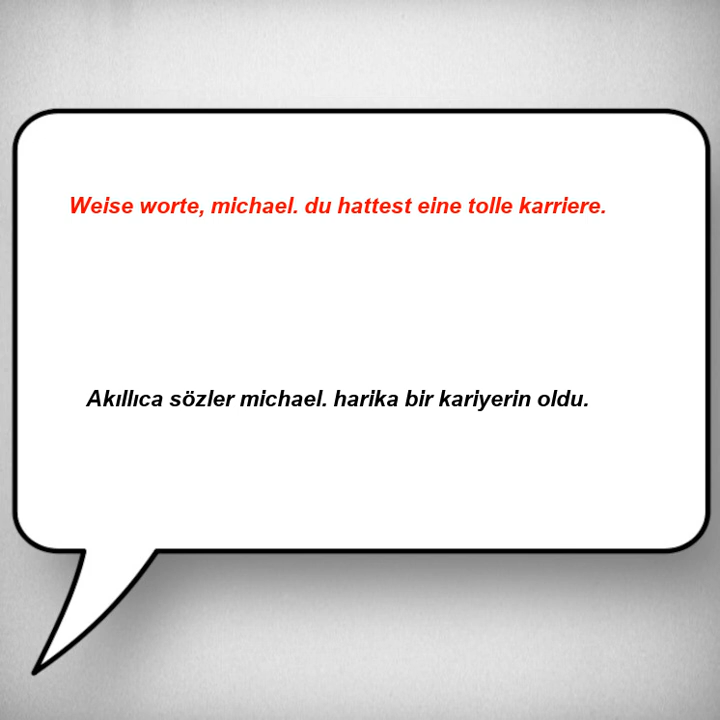 Weise worte, michael. du hattest eine tolle karriere.
Akıllıca sözler michael. harika bir kariyerin oldu.